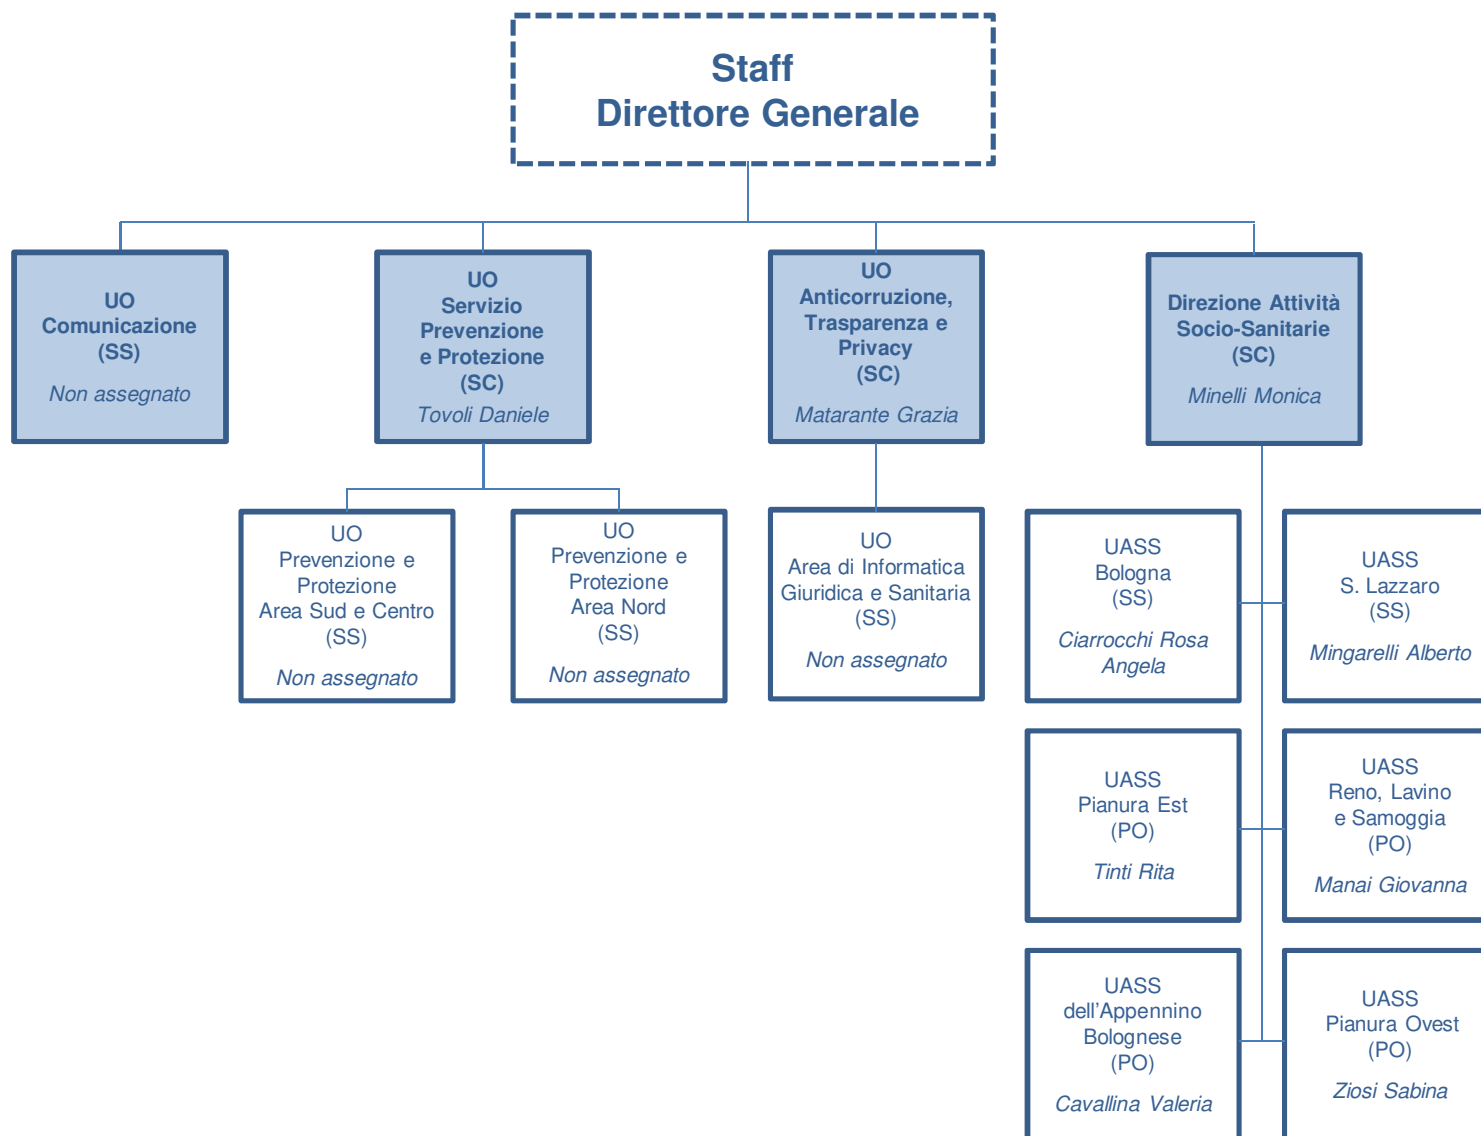 Staff
Direttore Generale
UO
Comunicazione
(SS)
Non assegnato
UO
Servizio
Prevenzione
e Protezione
(SC)
Tovoli Daniele
UO
Anticorruzione,
Trasparenza e
Privacy
(SC)
Matarante Grazia
Direzione Attività
Socio-Sanitarie
(SC)
Minelli Monica
UO
Prevenzione e
Protezione
Area Sud e Centro
(SS)
Non assegnato
UO
Prevenzione e
Protezione
Area Nord
(SS)
Non assegnato
UO
Area di Informatica
Giuridica e Sanitaria
(SS)
Non assegnato
UASS
Bologna
(SS)
Ciarrocchi Rosa
Angela
UASS
S. Lazzaro
(SS)
Mingarelli Alberto
UASS
Pianura Est
(PO)
Tinti Rita
UASS
Reno, Lavino
e Samoggia
(PO)
Manai Giovanna
UASS
dell'Appennino
Bolognese
(PO)
Cavallina Valeria
UASS
Pianura Ovest
(PO)
Ziosi Sabina